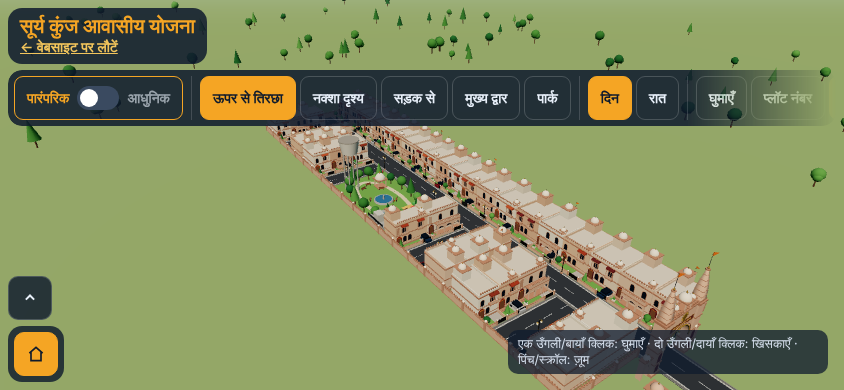 सूर्य कुंज आवासीय योजना
← वेबसाइट पर लौटें
पारंपरिक आधुनिक ऊपर से तिरछा नक्शा दृश्य सड़क से मुख्य द्वार पार्क दिन रात घुमाएँ प्लॉट नंबर
एक उँगली/बायाँ क्लिक: घुमाएँ · दो उँगली/दायाँ क्लिक: खिसकाएँ ·
पिंच/स्क्रॉल: ज़ूम